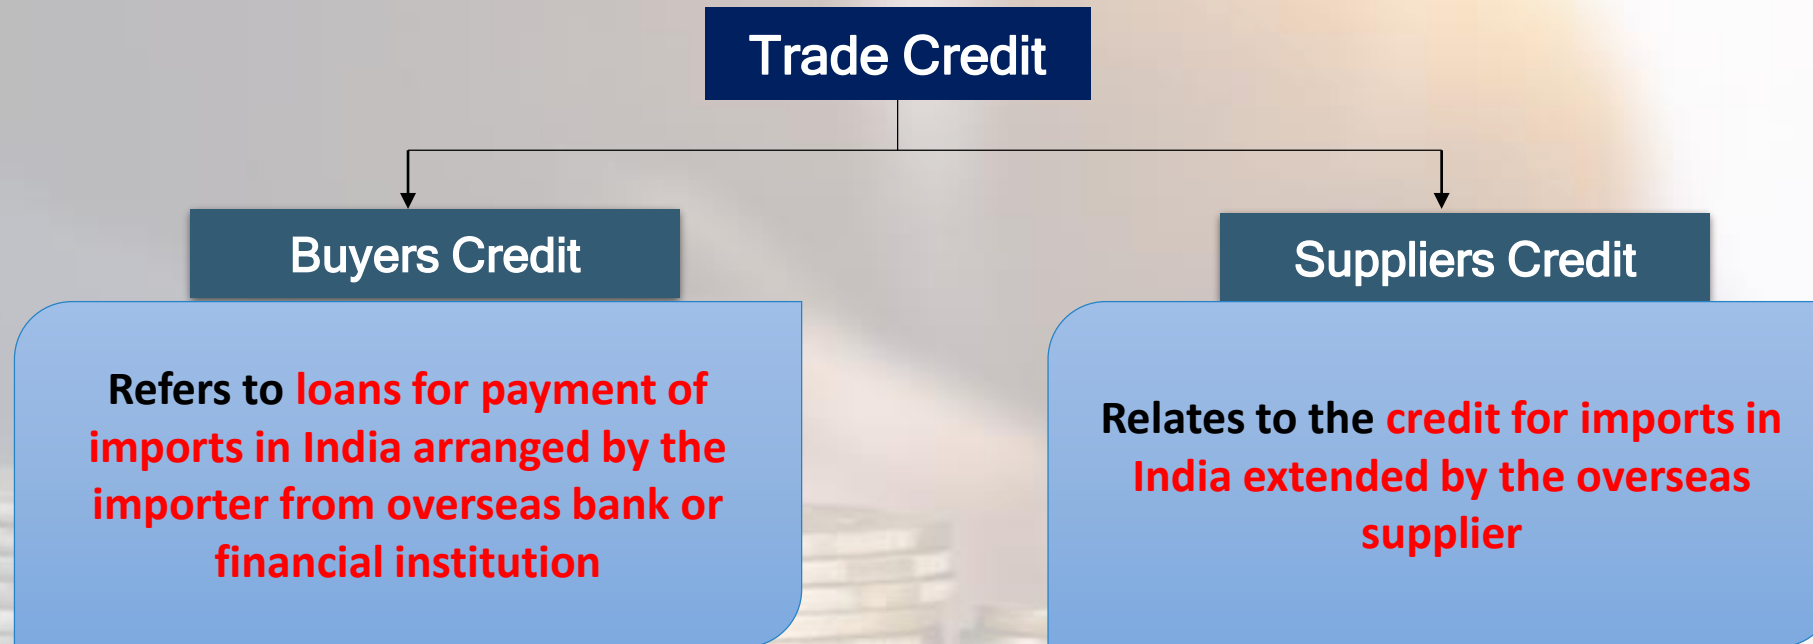 Trade Credit
Buyers Credit
Suppliers Credit
Refers to loans for payment of
imports in India arranged by the
importer from overseas bank or
financial institution
Relates to the credit for imports in
India extended by the overseas
supplier